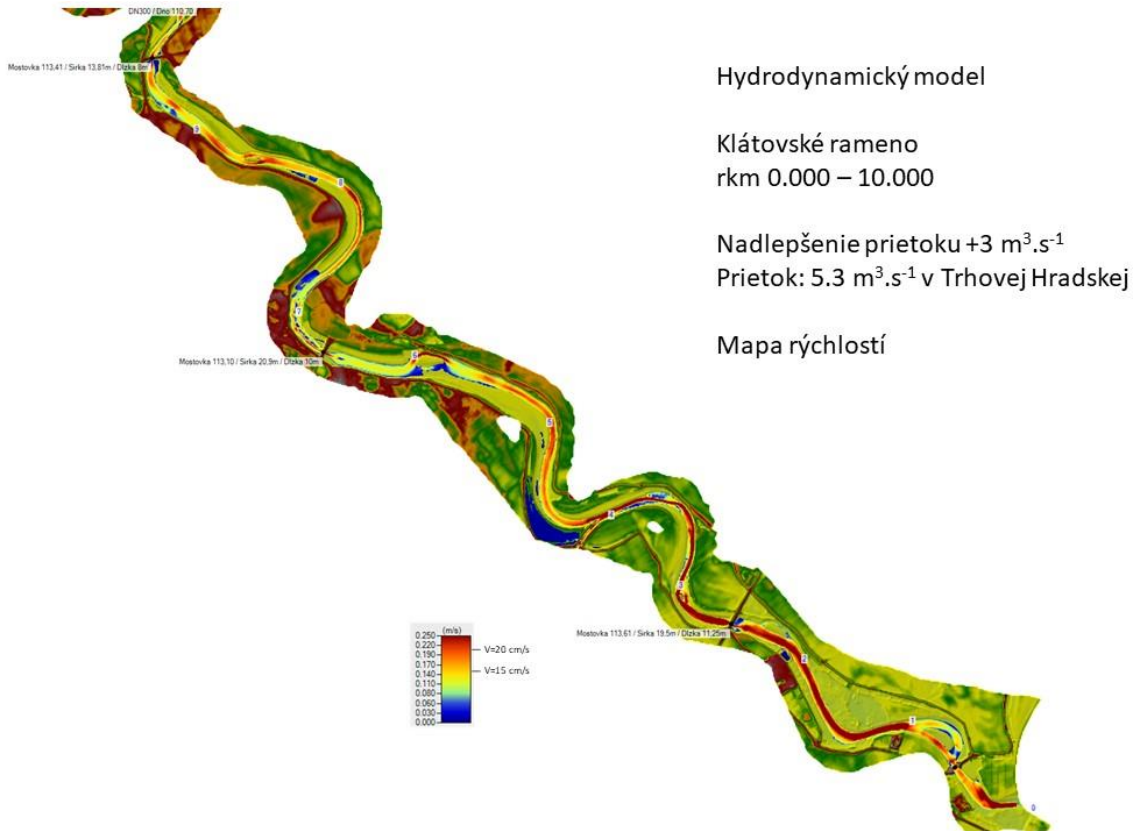 DN300 / Dno 110.70
Mostovka 113,41 / Sirka 13.81m / Dlzka 8m
Hydrodynamický model
Klátovské rameno
rkm 0.000 – 10.000
Nadlepšenie prietoku +3 m³.s⁻¹
Prietok: 5.3 m³.s⁻¹ v Trhovej Hradskej
Mapa rýchlostí
9
8
7
Mostovka 113,10 / Sirka 20.9m / Dlzka 10m
6
5
4
3
Mostovka 113,61 / Sirka 19.5m / Dlzka 11,25m
2
1
0
(m/s)
0.250
0.220
0.190
0.170
0.140
0.110
0.080
0.060
0.030
0.000
V=20 cm/s
V=15 cm/s